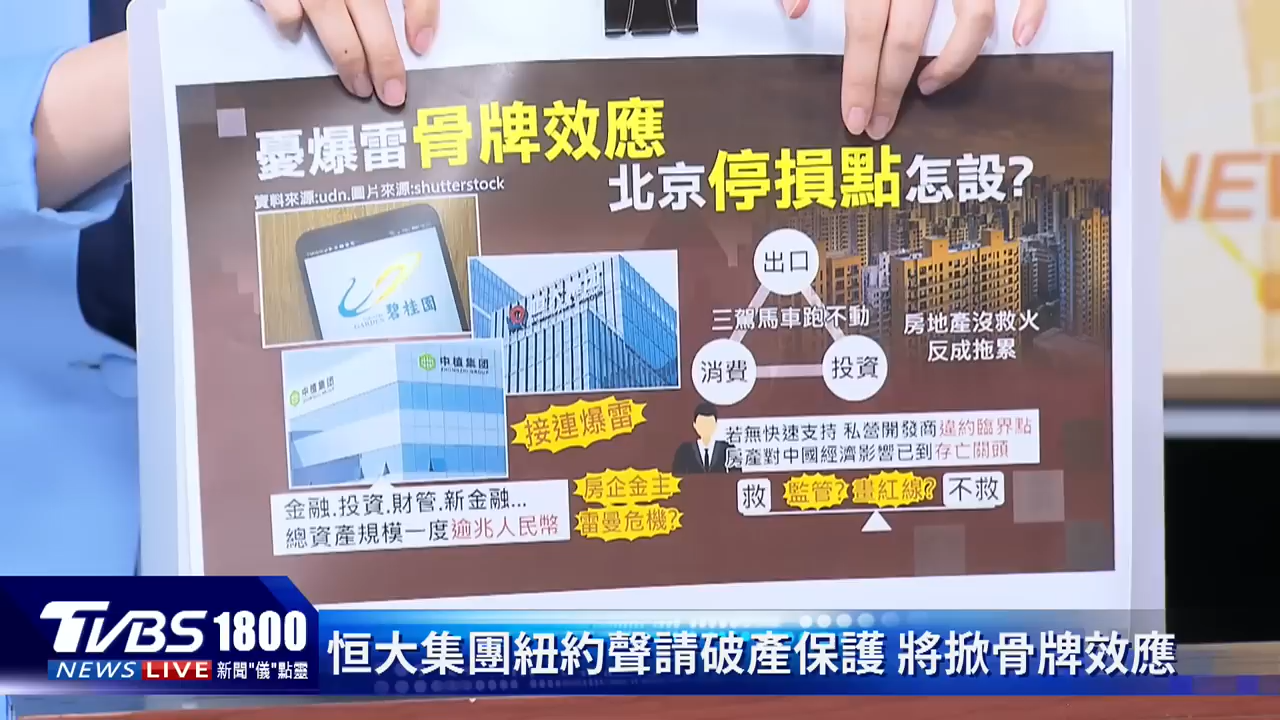 憂爆雷骨牌效應
北京停損點怎設?
資料來源:udn.圖片來源:shutterstock
碧桂園
GARDEN
中植集团
ZHONGZHI GROUP
中植集团
接連爆雷
金融.投資.財管.新金融...
總資產規模一度逾兆人民幣
房企金主
雷曼危機?
出口
三駕馬車跑不動
消費
投資
房地產沒救火
反成拖累
若無快速支持 私營開發商違約臨界點
房產對中國經濟影響已到存亡關頭
救 監管? 畫紅線? 不救
NEW
TVBS 1800
NEWS LIVE 新聞"儀"點靈
恒大集團紐約聲請破產保護 將掀骨牌效應